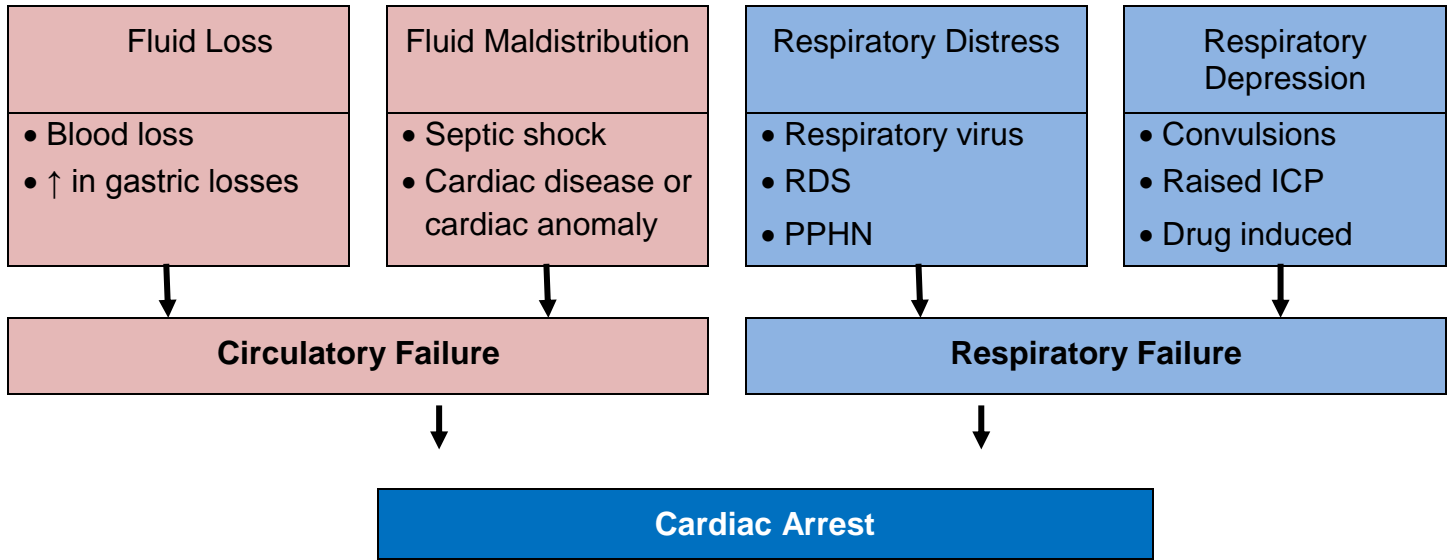 Fluid Loss
• Blood loss
• ↑ in gastric losses
Fluid Maldistribution
• Septic shock
• Cardiac disease or
cardiac anomaly
Respiratory Distress
• Respiratory virus
• RDS
• PPHN
Respiratory
Depression
• Convulsions
• Raised ICP
• Drug induced
Circulatory Failure
Respiratory Failure
Cardiac Arrest